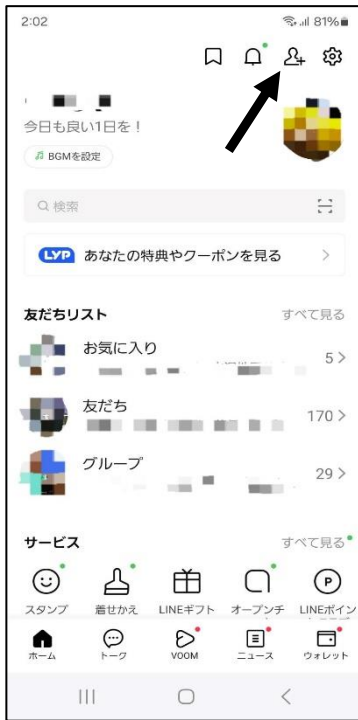 2:02 81%
今日も良い1日を！
BGMを設定
検索
LYP あなたの特典やクーポンを見る
友だちリスト すべて見る
お気に入り 5
友だち 170
グループ 29
サービス すべて見る
スタンプ 着せかえ LINEギフト オープンチ LINEポイン
ホーム トーク VOOM ニュース ウォレット